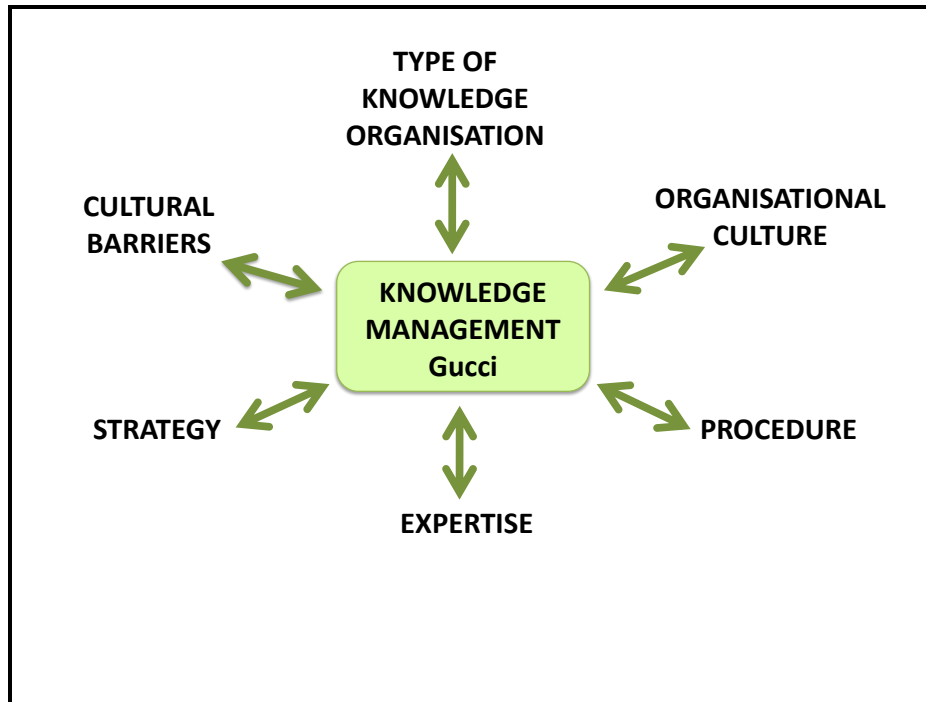 TYPE OF
KNOWLEDGE
ORGANISATION
CULTURAL
BARRIERS
ORGANISATIONAL
CULTURE
KNOWLEDGE
MANAGEMENT
Gucci
STRATEGY
PROCEDURE
EXPERTISE